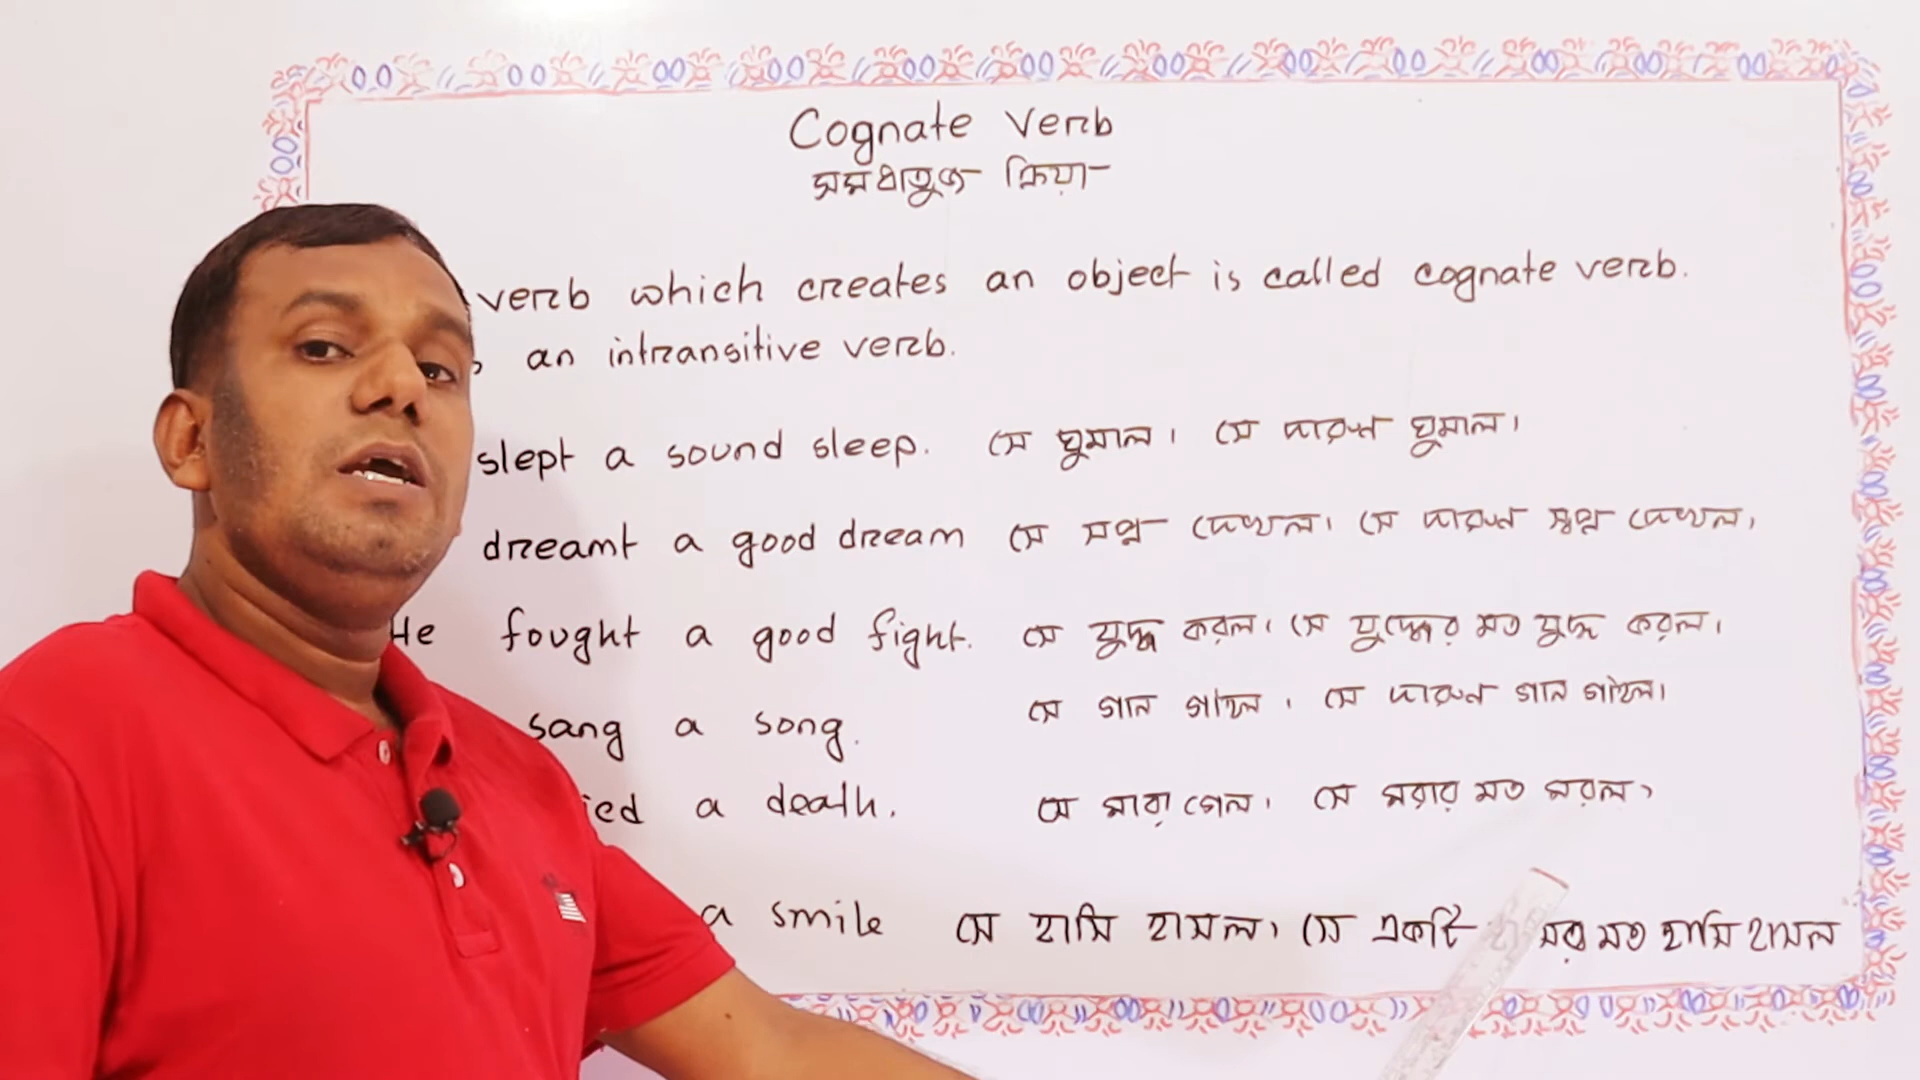 Cognate Verb
সমধাতুজ ক্রিয়া
verb which creates an object is called cognate verb.
an intransitive verb.
slept a sound sleep. সে ঘুমাল। সে দারুণ ঘুমাল।
dreamt a good dream সে সপ্ন দেখল। সে দারুণ স্বপ্ন দেখল।
He fought a good fight. সে যুদ্ধ করল। সে যুদ্ধের মত যুদ্ধ করল।
sang a song. সে গান গাইল। সে দারুণ গান গাইল।
ied a death. সে মারা গেল। সে মরার মত মরল।
a smile সে হাসি হাসল। সে একটি মত হাসি হাসল